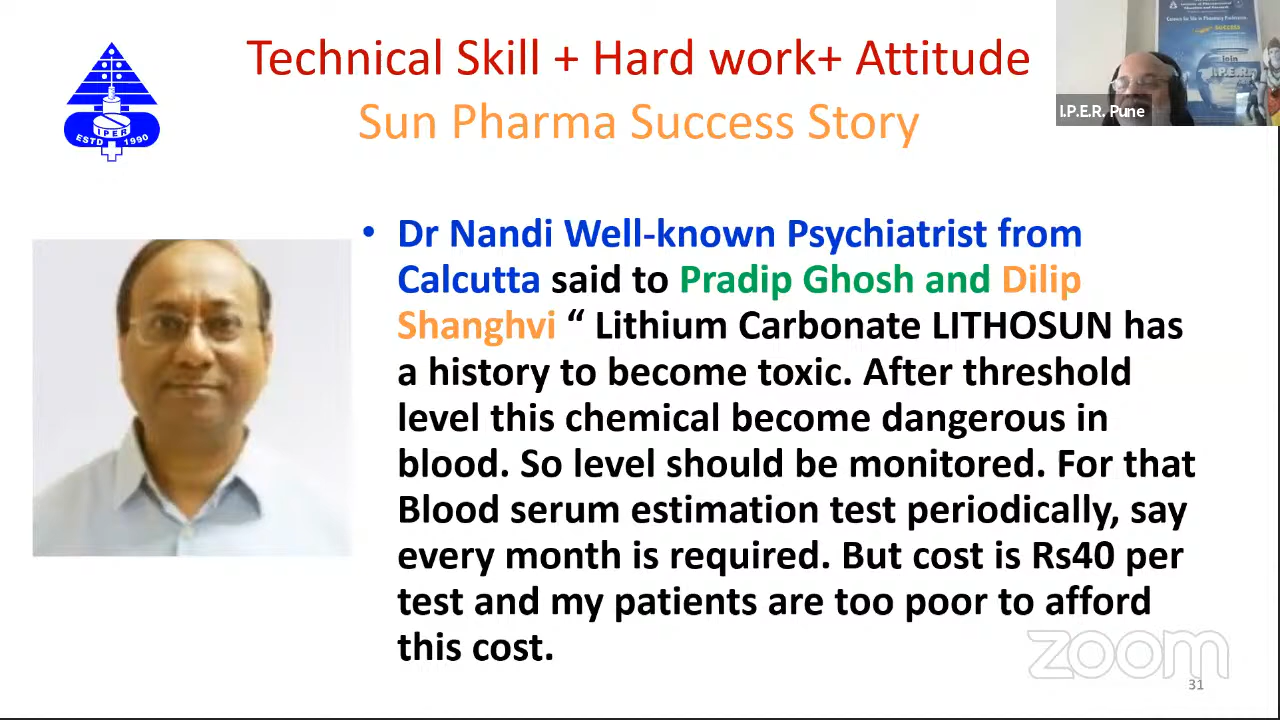 Technical Skill + Hard work+ Attitude
Sun Pharma Success Story
I P E R
ESTD 1990
join
I.P.E.R.
I.P.E.R. Pune
• Dr Nandi Well-known Psychiatrist from
Calcutta said to Pradip Ghosh and Dilip
Shanghvi “ Lithium Carbonate LITHOSUN has
a history to become toxic. After threshold
level this chemical become dangerous in
blood. So level should be monitored. For that
Blood serum estimation test periodically, say
every month is required. But cost is Rs40 per
test and my patients are too poor to afford
this cost.
zoom
31